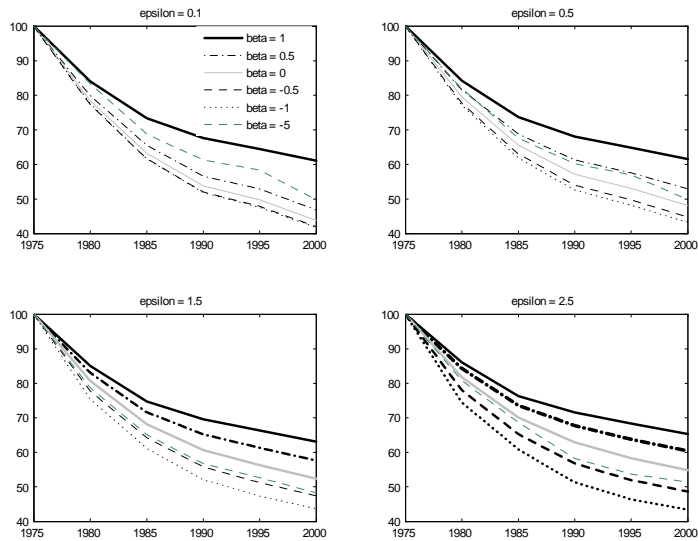 epsilon = 0.1
100
90
80
70
60
50
40
1975 1980 1985 1990 1995 2000
beta = 1
beta = 0.5
beta = 0
beta = -0.5
beta = -1
beta = -5
epsilon = 0.5
100
90
80
70
60
50
40
1975 1980 1985 1990 1995 2000
epsilon = 1.5
100
90
80
70
60
50
40
1975 1980 1985 1990 1995 2000
epsilon = 2.5
100
90
80
70
60
50
40
1975 1980 1985 1990 1995 2000